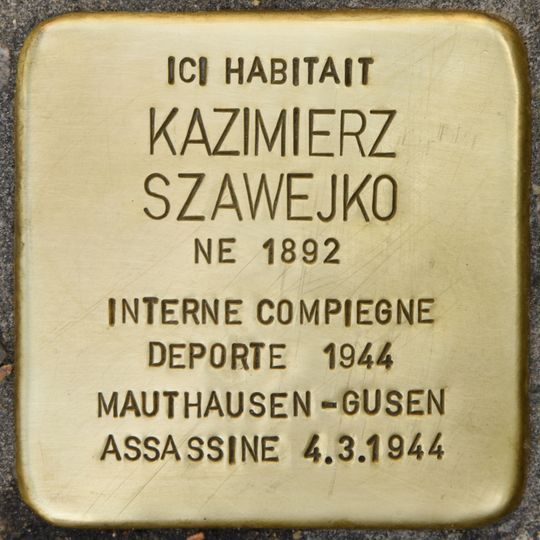 ICI HABITAIT
KAZIMIERZ
SZAWEJKO
NE 1892
INTERNE COMPIEGNE
DEPORTE 1944
MAUTHAUSEN-GUSEN
ASSASSINE 4.3.1944